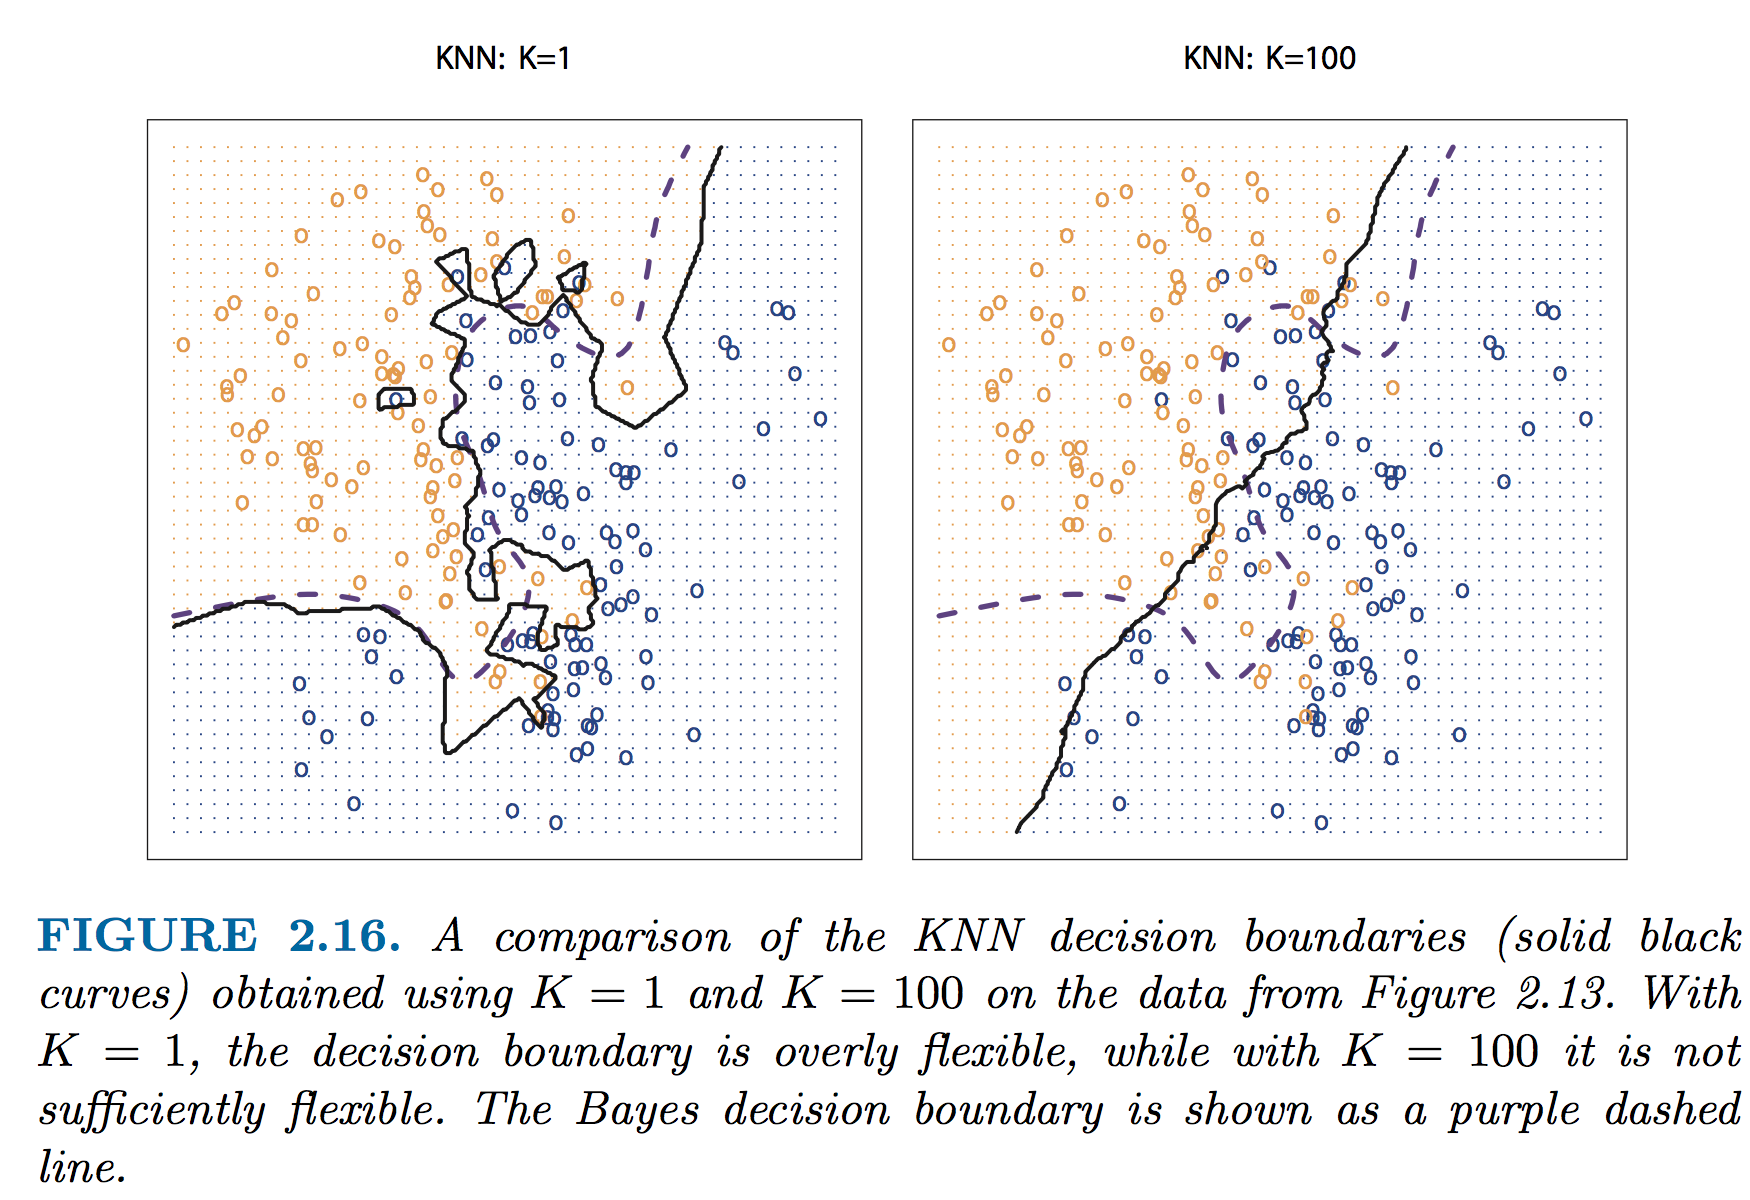 KNN: K=1
KNN: K=100
FIGURE 2.16. A comparison of the KNN decision boundaries (solid black
curves) obtained using K = 1 and K = 100 on the data from Figure 2.13. With
K = 1, the decision boundary is overly flexible, while with K = 100 it is not
sufficiently flexible. The Bayes decision boundary is shown as a purple dashed
line.